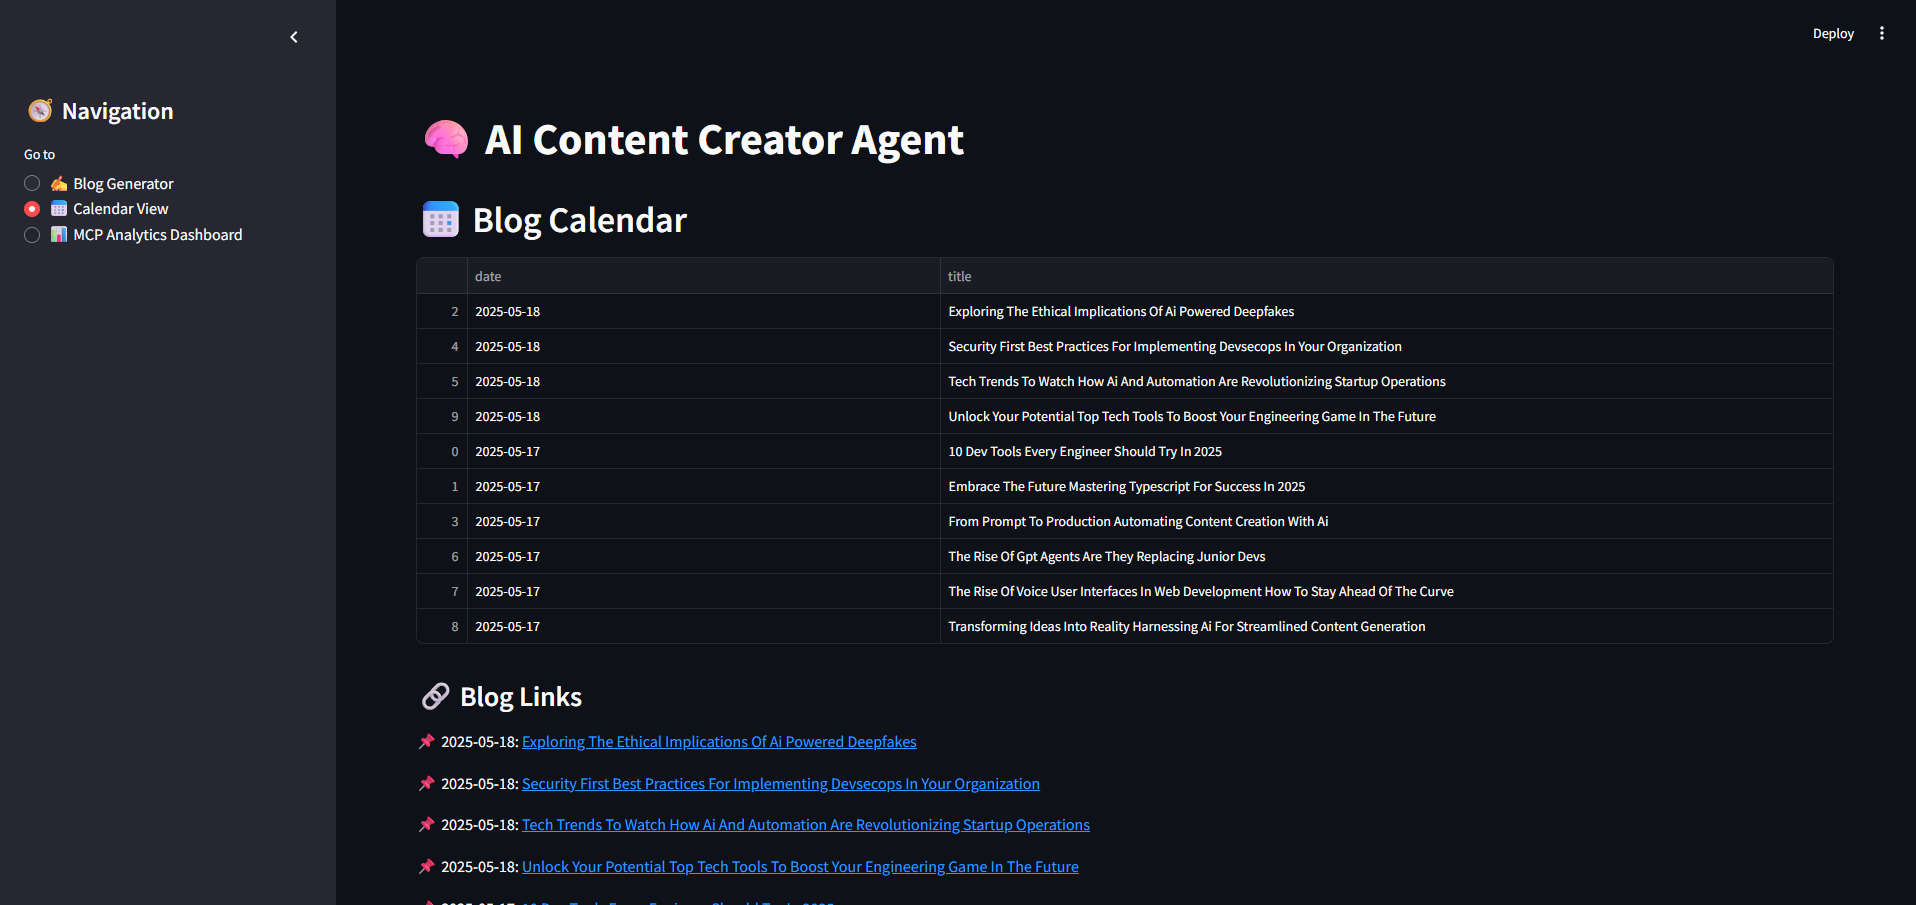 Deploy
Navigation
Go to
Blog Generator
Calendar View
MCP Analytics Dashboard
AI Content Creator Agent
Blog Calendar
date title
2 2025-05-18 Exploring The Ethical Implications Of Ai Powered Deepfakes
4 2025-05-18 Security First Best Practices For Implementing Devsecops In Your Organization
5 2025-05-18 Tech Trends To Watch How Ai And Automation Are Revolutionizing Startup Operations
9 2025-05-18 Unlock Your Potential Top Tech Tools To Boost Your Engineering Game In The Future
0 2025-05-17 10 Dev Tools Every Engineer Should Try In 2025
1 2025-05-17 Embrace The Future Mastering Typescript For Success In 2025
3 2025-05-17 From Prompt To Production Automating Content Creation With Ai
6 2025-05-17 The Rise Of Gpt Agents Are They Replacing Junior Devs
7 2025-05-17 The Rise Of Voice User Interfaces In Web Development How To Stay Ahead Of The Curve
8 2025-05-17 Transforming Ideas Into Reality Harnessing Ai For Streamlined Content Generation
Blog Links
2025-05-18: Exploring The Ethical Implications Of Ai Powered Deepfakes
2025-05-18: Security First Best Practices For Implementing Devsecops In Your Organization
2025-05-18: Tech Trends To Watch How Ai And Automation Are Revolutionizing Startup Operations
2025-05-18: Unlock Your Potential Top Tech Tools To Boost Your Engineering Game In The Future